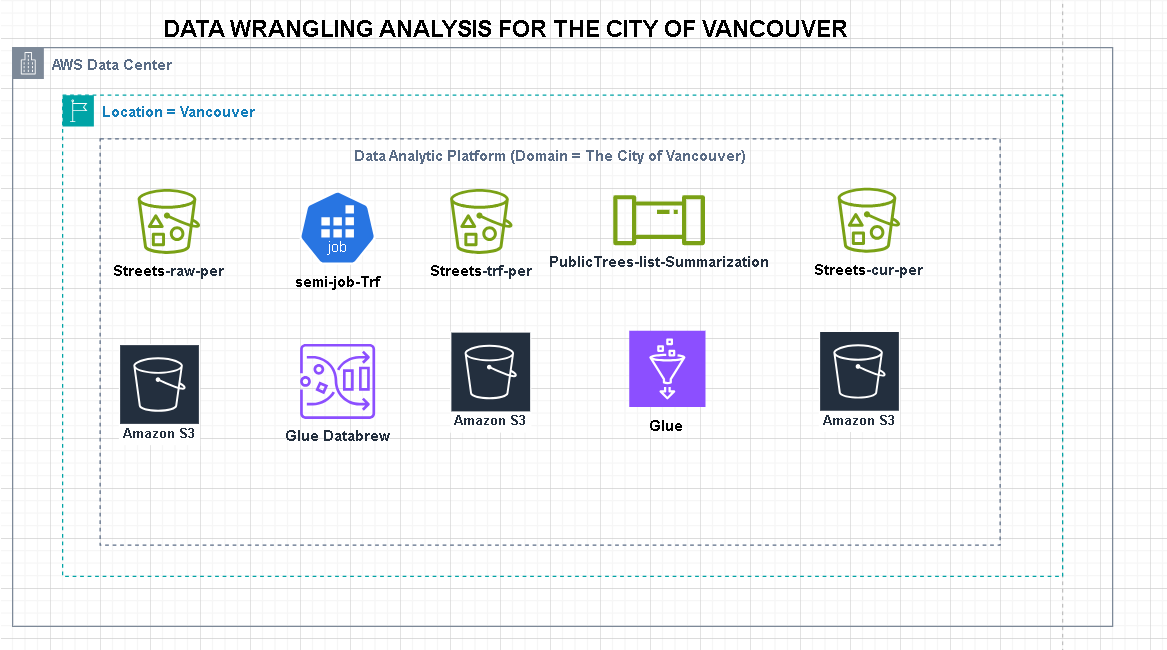 DATA WRANGLING ANALYSIS FOR THE CITY OF VANCOUVER
AWS Data Center
Location = Vancouver
Data Analytic Platform (Domain = The City of Vancouver)
job
Streets-raw-per
semi-job-Trf
Streets-trf-per
PublicTrees-list-Summarization
Streets-cur-per
Amazon S3
Glue Databrew
Amazon S3
Glue
Amazon S3